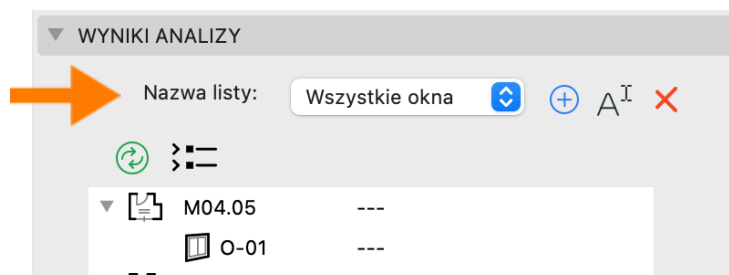 WYNIKI ANALIZY
Nazwa listy: Wszystkie okna
M04.05 ---
O-01 ---